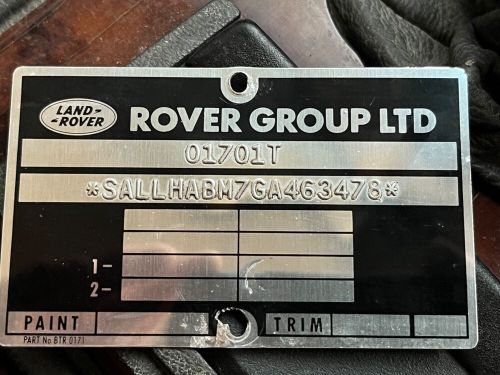 LAND-
-ROVER
ROVER GROUP LTD
01701T
*SALLHABM7GA463478*
1-
2-
PAINT TRIM
PART No BTR 0171